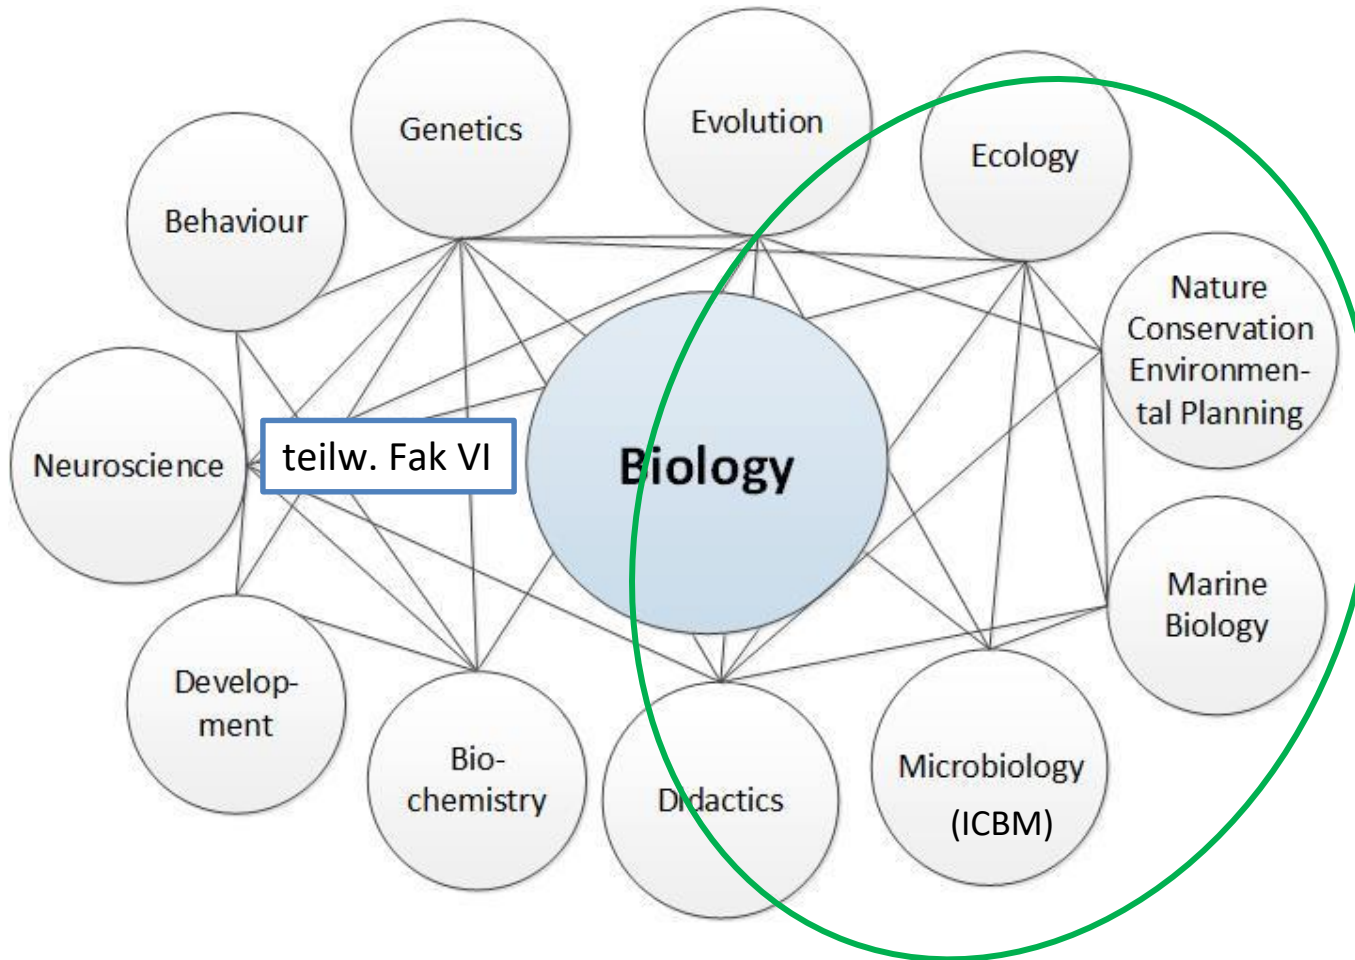 Genetics
Evolution
Ecology
Behaviour
Nature
Conservation
Environmen-
tal Planning
Neuroscience
teilw. Fak VI
Biology
Marine
Biology
Develop-
ment
Bio-
chemistry
Didactics
Microbiology
(ICBM)